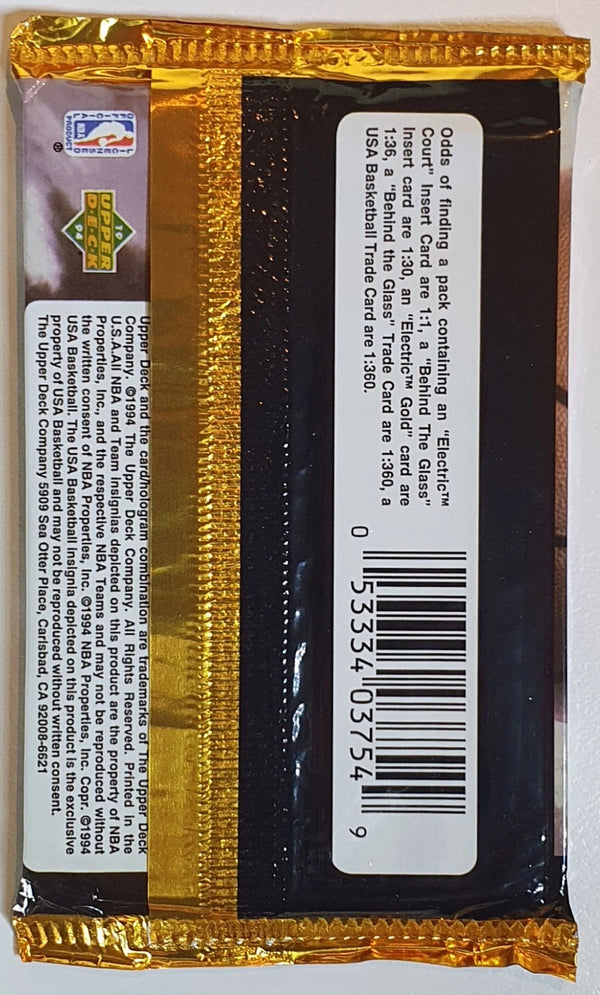 Odds of finding a pack containing an "Electric™
Court" Insert Card are 1:1, a "Behind The Glass"
Insert card are 1:30, an "Electric™ Gold" card are
1:36, a "Behind the Glass" Trade Card are 1:360, a
USA Basketball Trade Card are 1:360.
0 53334 03754 9
OFFICIAL
LICENSED
NBA
PRODUCT
®
UPPER
DECK
19 94
Upper Deck and the card/hologram combination are trademarks of The Upper Deck
Company. ©1994 The Upper Deck Company. All Rights Reserved. Printed in the
U.S.A.All NBA and Team Insignias depicted on this product are the property of NBA
Properties, Inc., and the respective NBA Teams and may not be reproduced without
the written consent of NBA Properties, Inc. ©1994 NBA Properties, Inc. Copr. ©1994
USA Basketball. The USA Basketball Insignia depicted on this product is the exclusive
property of USA Basketball and may not be reproduced without written consent.
The Upper Deck Company 5909 Sea Otter Place, Carlsbad, CA 92008-6621